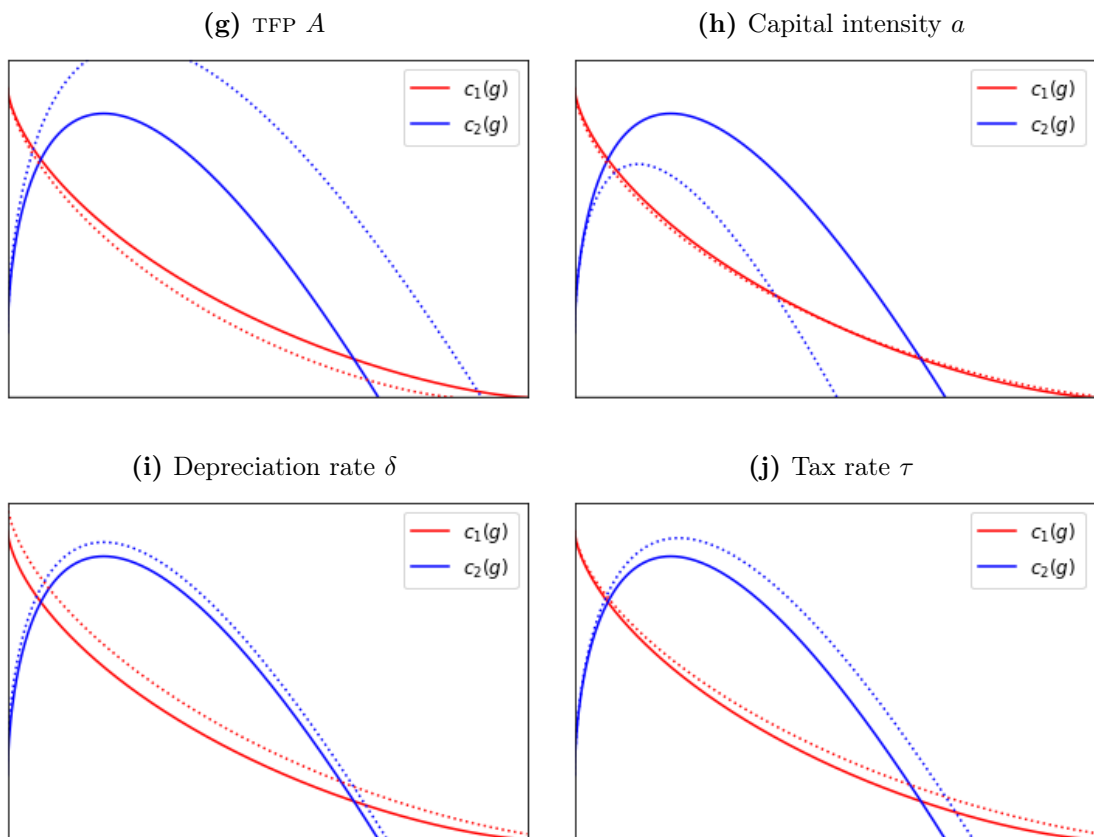 (g) TFP A
c₁(g)
c₂(g)
(h) Capital intensity a
c₁(g)
c₂(g)
(i) Depreciation rate δ
c₁(g)
c₂(g)
(j) Tax rate τ
c₁(g)
c₂(g)